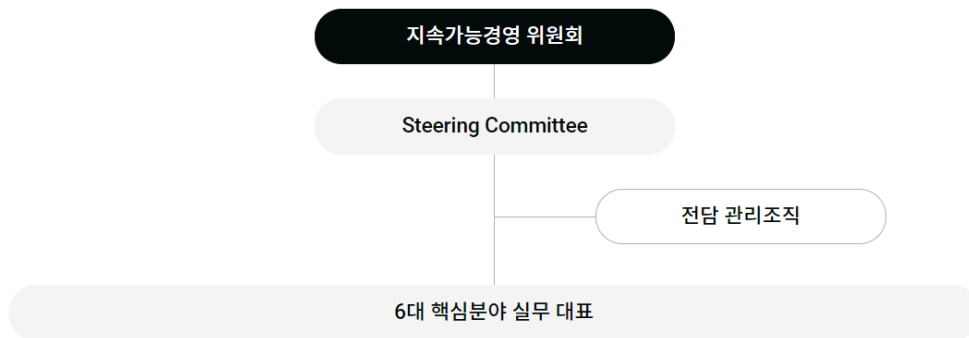 지속가능경영 위원회
Steering Committee
전담 관리조직
6대 핵심분야 실무 대표